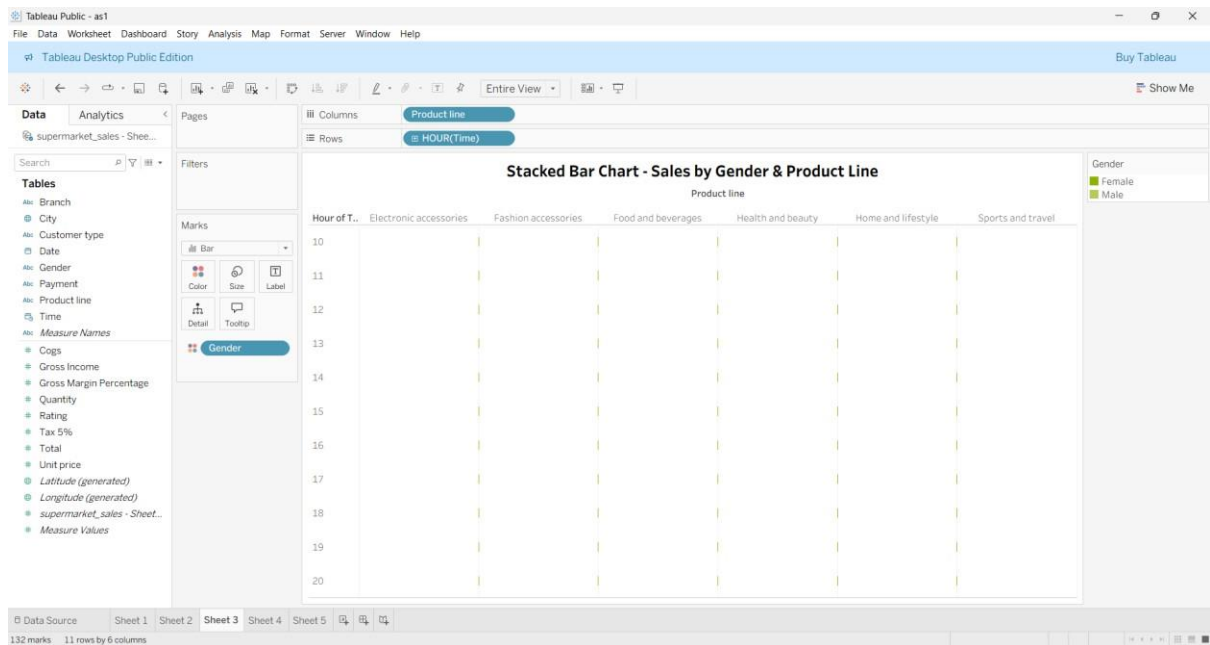 Tableau Public - as1
File Data Worksheet Dashboard Story Analysis Map Format Server Window Help
Tableau Desktop Public Edition Buy Tableau
Entire View Show Me
Data Analytics Pages Columns Product line
supermarket_sales - Shee... Rows HOUR(Time)
Search Filters Stacked Bar Chart - Sales by Gender & Product Line Gender
Tables Product line Female
Abc Branch Male
City Hour of T.. Electronic accessories Fashion accessories Food and beverages Health and beauty Home and lifestyle Sports and travel
Abc Customer type Marks
Date Bar 10
Abc Gender
Abc Payment Color Size Label 11
Abc Product line
Time Detail Tooltip 12
Abc Measure Names
# Cogs Gender 13
# Gross Income
# Gross Margin Percentage 14
# Quantity
# Rating 15
# Tax 5%
# Total 16
# Unit price
Latitude (generated) 17
Longitude (generated)
# supermarket_sales - Sheet... 18
# Measure Values
19
20
Data Source Sheet 1 Sheet 2 Sheet 3 Sheet 4 Sheet 5
132 marks 11 rows by 6 columns